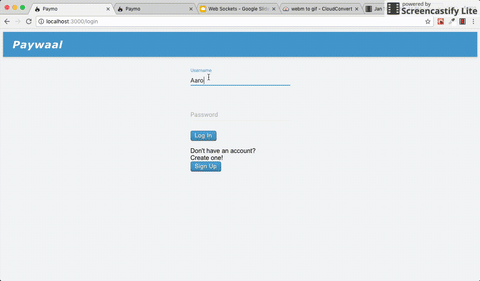 powered by
Screencastify Lite
Paymo
Paymo
Web Sockets - Google Slides
webm to gif - CloudConvert
Jan
localhost:3000/login
Paywaal
Username
Aaro
Password
Log In
Don't have an account?
Create one!
Sign Up